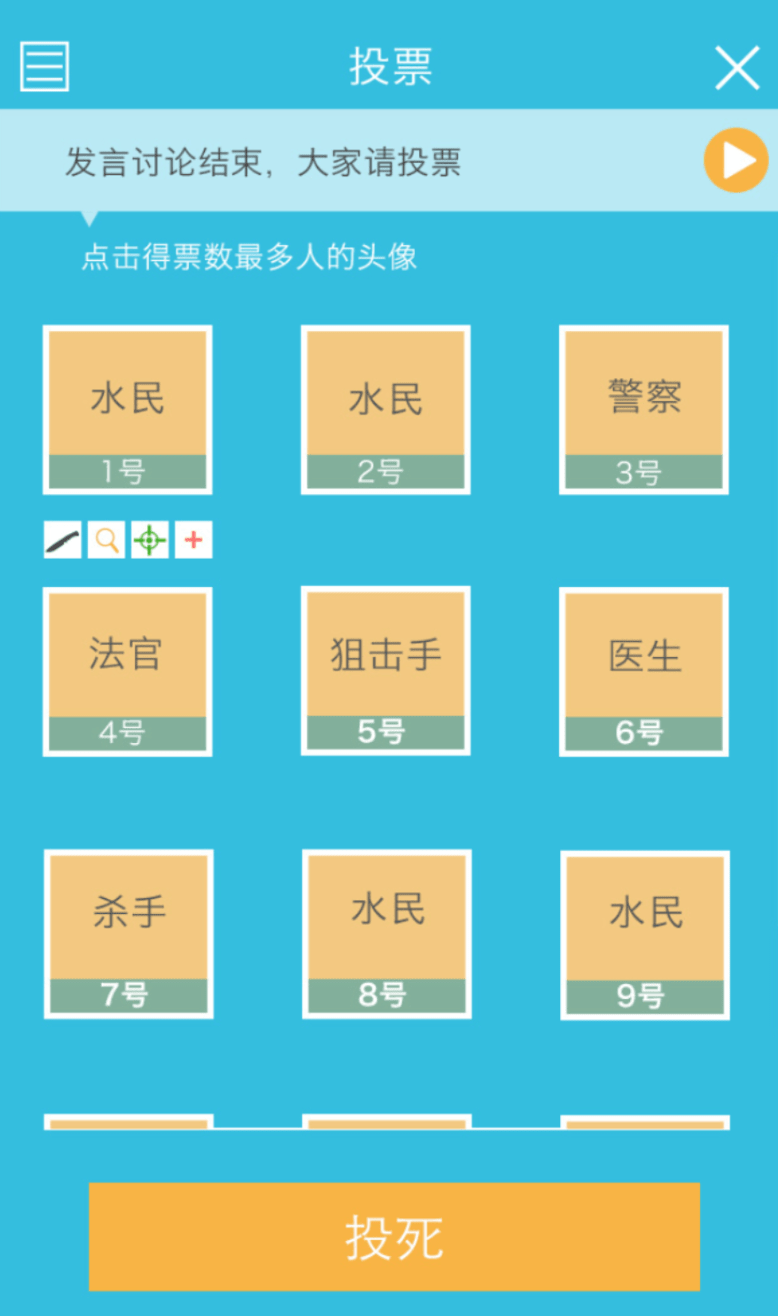 投票
发言讨论结束，大家请投票
点击得票数最多人的头像
水民
水民
警察
1号
2号
3号
法官
狙击手
医生
4号
5号
6号
杀手
水民
水民
7号
8号
9号
投死